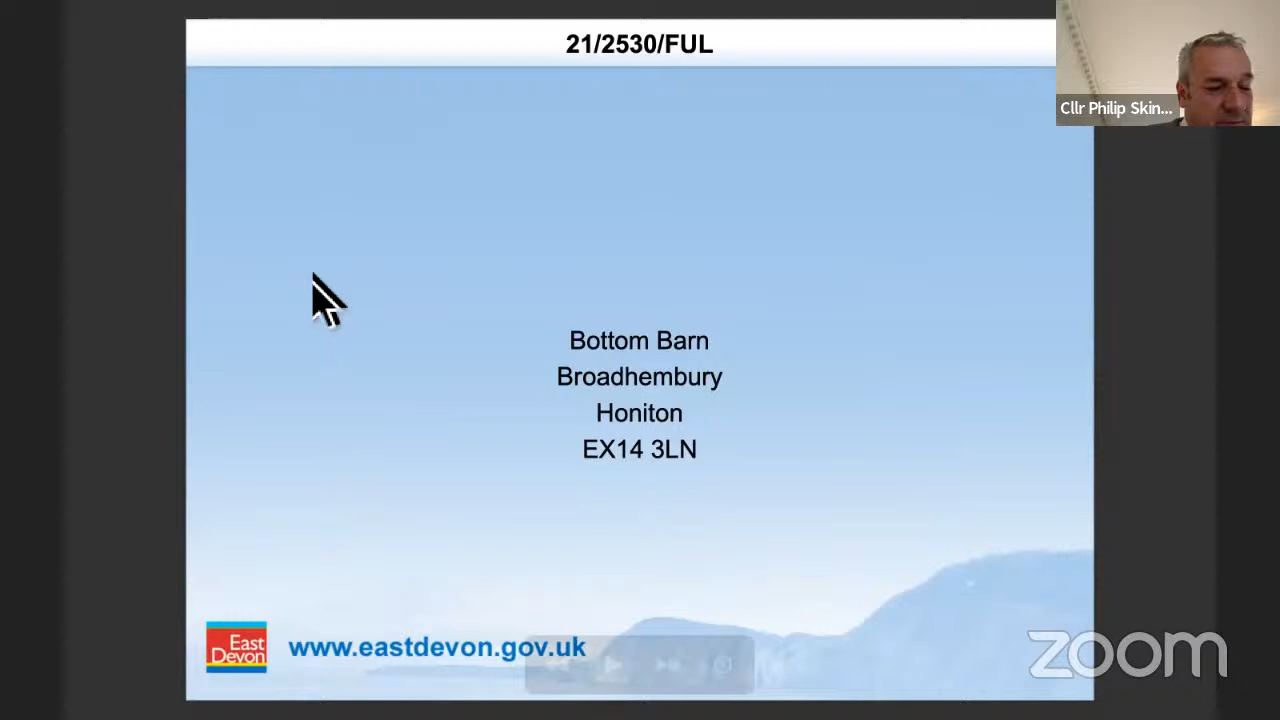 21/2530/FUL
Cllr Philip Skin...
Bottom Barn
Broadhembury
Honiton
EX14 3LN
East
Devon
www.eastdevon.gov.uk
zoom